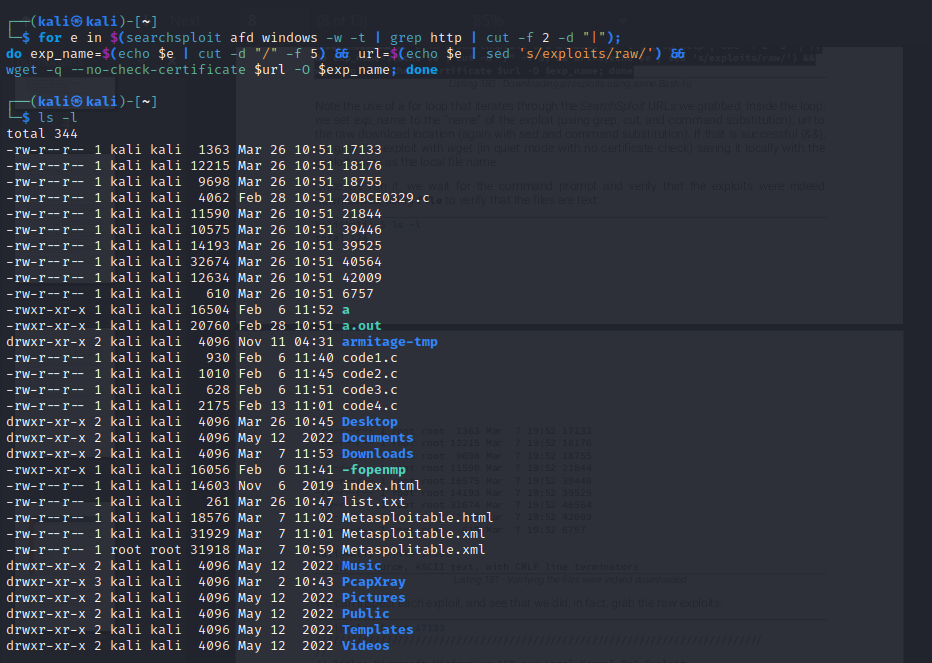 ┌──(kali㉿kali)-[~]
└─$ for e in $(searchsploit afd windows -w -t | grep http | cut -f 2 -d "|");
do exp_name=$(echo $e | cut -d "/" -f 5) && url=$(echo $e | sed 's/exploits/raw/') &&
wget -q --no-check-certificate $url -O $exp_name; done
┌──(kali㉿kali)-[~]
└─$ ls -l
total 344
-rw-r--r-- 1 kali kali  1363 Mar 26 10:51 17133
-rw-r--r-- 1 kali kali 12215 Mar 26 10:51 18176
-rw-r--r-- 1 kali kali  9698 Mar 26 10:51 18755
-rw-r--r-- 1 kali kali  4062 Feb 28 10:51 20BCE0329.c
-rw-r--r-- 1 kali kali 11590 Mar 26 10:51 21844
-rw-r--r-- 1 kali kali 10575 Mar 26 10:51 39446
-rw-r--r-- 1 kali kali 14193 Mar 26 10:51 39525
-rw-r--r-- 1 kali kali 32674 Mar 26 10:51 40564
-rw-r--r-- 1 kali kali 12634 Mar 26 10:51 42009
-rw-r--r-- 1 kali kali   610 Mar 26 10:51 6757
-rwxr-xr-x 1 kali kali 16504 Feb  6 11:52 a
-rwxr-xr-x 1 kali kali 20760 Feb 28 10:51 a.out
drwxr-xr-x 2 kali kali  4096 Nov 11 04:31 armitage-tmp
-rw-r--r-- 1 kali kali   930 Feb  6 11:40 code1.c
-rw-r--r-- 1 kali kali  1010 Feb  6 11:45 code2.c
-rw-r--r-- 1 kali kali   628 Feb  6 11:51 code3.c
-rw-r--r-- 1 kali kali  2175 Feb 13 11:01 code4.c
drwxr-xr-x 2 kali kali  4096 Mar 26 10:45 Desktop
drwxr-xr-x 2 kali kali  4096 May 12  2022 Documents
drwxr-xr-x 2 kali kali  4096 Mar  7 11:53 Downloads
-rwxr-xr-x 1 kali kali 16056 Feb  6 11:41 -fopenmp
-rw-r--r-- 1 kali kali 14603 Nov  6  2019 index.html
-rw-r--r-- 1 kali kali   261 Mar 26 10:47 list.txt
-rw-r--r-- 1 kali kali 18576 Mar  7 11:02 Metasploitable.html
-rw-r--r-- 1 kali kali 31929 Mar  7 11:01 Metasploitable.xml
-rw-r--r-- 1 root root 31918 Mar  7 10:59 Metaspolitable.xml
drwxr-xr-x 2 kali kali  4096 May 12  2022 Music
drwxr-xr-x 3 kali kali  4096 Mar  2 10:43 PcapXray
drwxr-xr-x 2 kali kali  4096 May 12  2022 Pictures
drwxr-xr-x 2 kali kali  4096 May 12  2022 Public
drwxr-xr-x 2 kali kali  4096 May 12  2022 Templates
drwxr-xr-x 2 kali kali  4096 May 12  2022 Videos